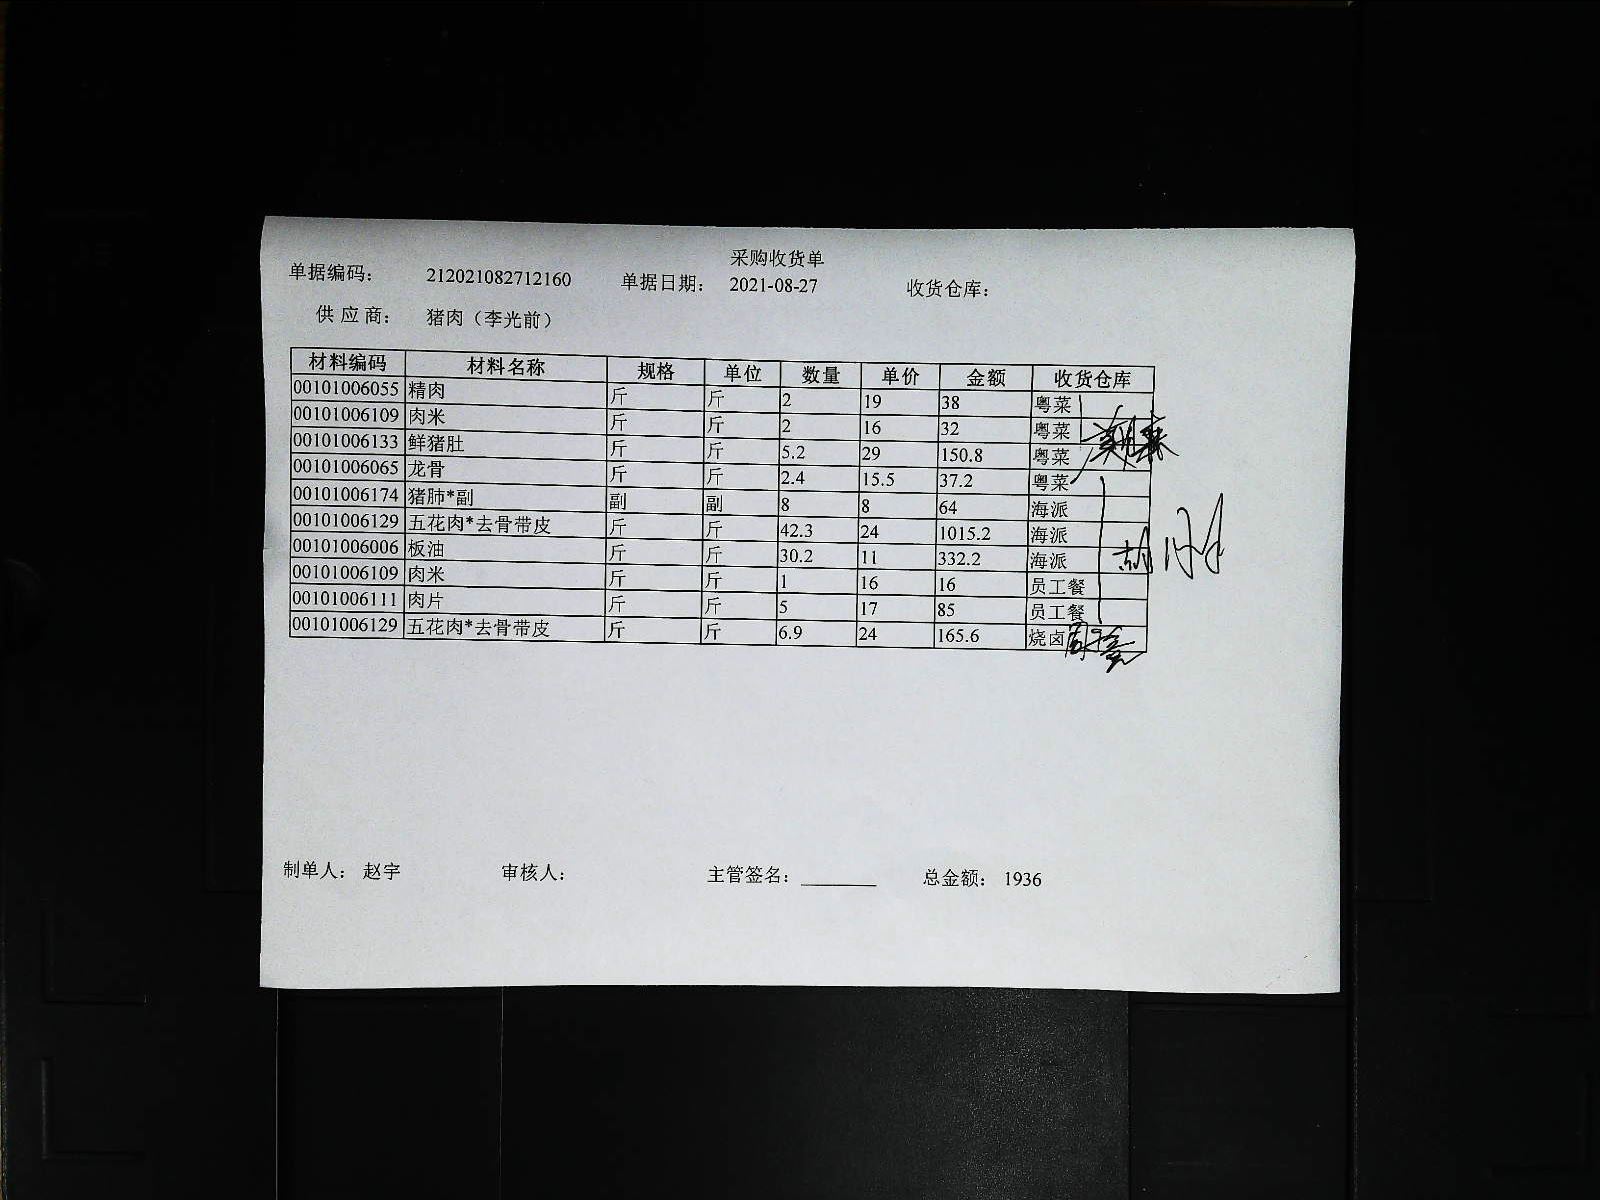 采购收货单
单据编码： 212021082712160 单据日期： 2021-08-27 收货仓库：
供 应 商： 猪肉（李光前）
材料编码 材料名称 规格 单位 数量 单价 金额 收货仓库
00101006055 精肉 斤 斤 2 19 38 粤菜
00101006109 肉米 斤 斤 2 16 32 粤菜
00101006133 鲜猪肚 斤 斤 5.2 29 150.8 粤菜
00101006065 龙骨 斤 斤 2.4 15.5 37.2 粤菜
00101006174 猪肺*副 副 副 8 8 64 海派
00101006129 五花肉*去骨带皮 斤 斤 42.3 24 1015.2 海派
00101006006 板油 斤 斤 30.2 11 332.2 海派
00101006109 肉米 斤 斤 1 16 16 员工餐
00101006111 肉片 斤 斤 5 17 85 员工餐
00101006129 五花肉*去骨带皮 斤 斤 6.9 24 165.6 烧卤
制单人： 赵宇 审核人： 主管签名： 总金额： 1936